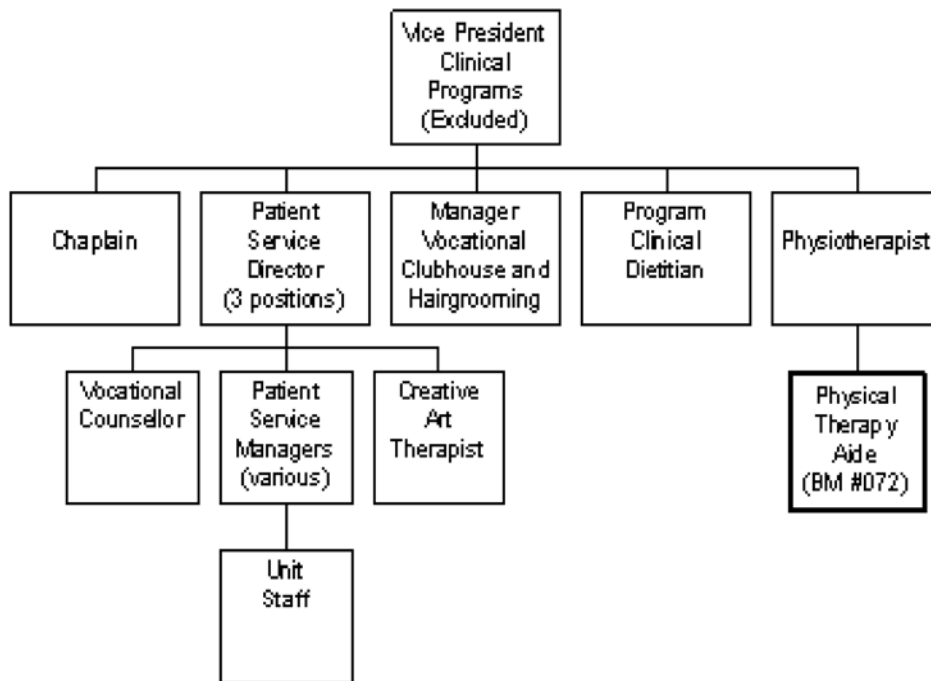 Vice President
Clinical
Programs
(Excluded)
Chaplain
Patient
Service
Director
(3 positions)
Manager
Vocational
Clubhouse and
Hairgrooming
Program
Clinical
Dietitian
Physiotherapist
Vocational
Counsellor
Patient
Service
Managers
(various)
Creative
Art
Therapist
Physical
Therapy
Aide
(BM #072)
Unit
Staff